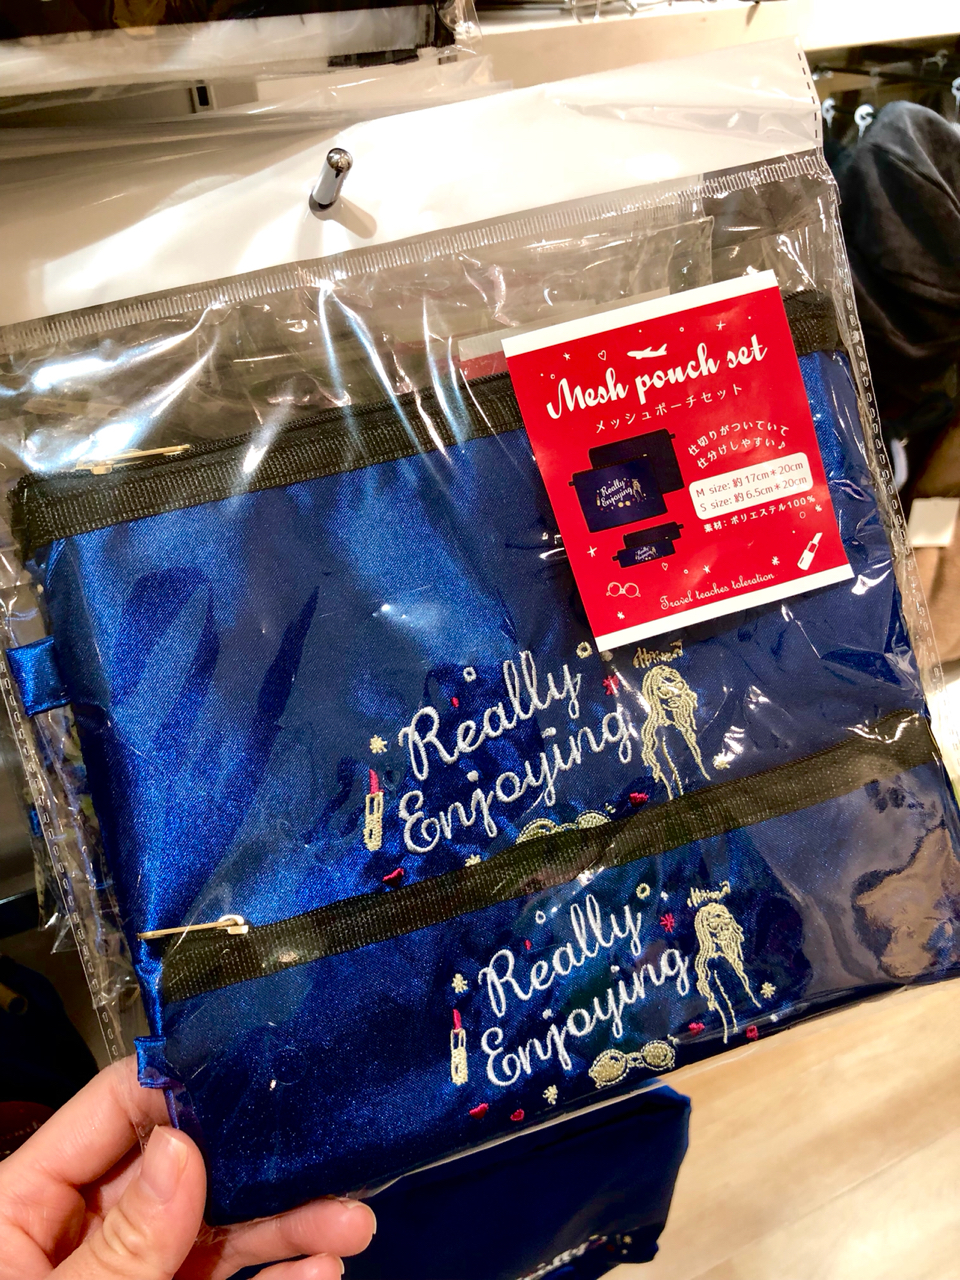 Mesh pouch set
メッシュポーチセット
仕切りがついていて
仕分けしやすい♪
M size: 約17cm*20cm
S size: 約6.5cm*20cm
素材: ポリエステル100%
Really
Enjoying
Travel teaches toleration
Really
Enjoying
Really
Enjoying